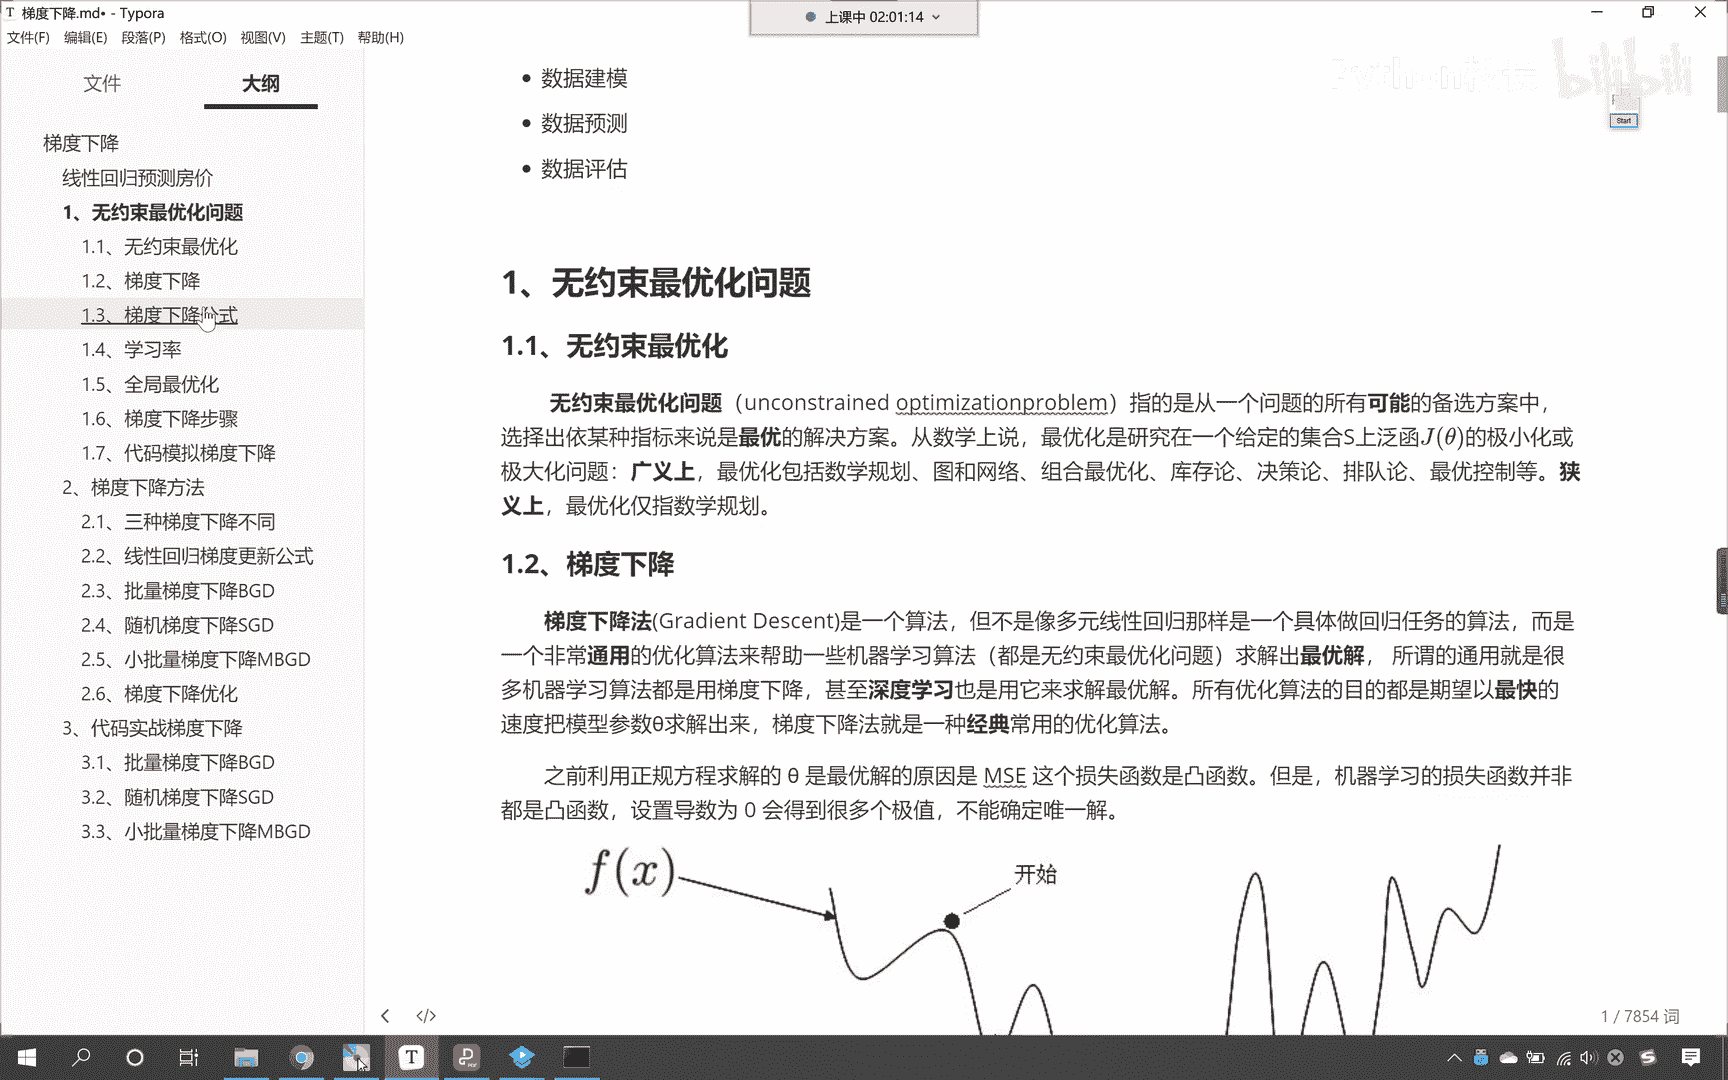 梯度下降.md• - Typora
上课中 02:01:14
文件(F) 编辑(E) 段落(P) 格式(O) 视图(V) 主题(T) 帮助(H)
文件 大纲
梯度下降
线性回归预测房价
1、无约束最优化问题
1.1、无约束最优化
1.2、梯度下降
1.3、梯度下降公式
1.4、学习率
1.5、全局最优化
1.6、梯度下降步骤
1.7、代码模拟梯度下降
2、梯度下降方法
2.1、三种梯度下降不同
2.2、线性回归梯度更新公式
2.3、批量梯度下降BGD
2.4、随机梯度下降SGD
2.5、小批量梯度下降MBGD
2.6、梯度下降优化
3、代码实战梯度下降
3.1、批量梯度下降BGD
3.2、随机梯度下降SGD
3.3、小批量梯度下降MBGD
• 数据建模
• 数据预测
• 数据评估
bilibili
Start
1、无约束最优化问题
1.1、无约束最优化
无约束最优化问题（unconstrained optimizationproblem）指的是从一个问题的所有可能的备选方案中，
选择出依某种指标来说是最优的解决方案。从数学上说，最优化是研究在一个给定的集合S上泛函J(θ)的极小化或
极大化问题：广义上，最优化包括数学规划、图和网络、组合最优化、库存论、决策论、排队论、最优控制等。狭
义上，最优化仅指数学规划。
1.2、梯度下降
梯度下降法(Gradient Descent)是一个算法，但不是像多元线性回归那样是一个具体做回归任务的算法，而是
一个非常通用的优化算法来帮助一些机器学习算法（都是无约束最优化问题）求解出最优解， 所谓的通用就是很
多机器学习算法都是用梯度下降，甚至深度学习也是用它来求解最优解。所有优化算法的目的都是期望以最快的
速度把模型参数θ求解出来，梯度下降法就是一种经典常用的优化算法。
之前利用正规方程求解的 θ 是最优解的原因是 MSE 这个损失函数是凸函数。但是，机器学习的损失函数并非
都是凸函数，设置导数为 0 会得到很多个极值，不能确定唯一解。
f(x)
开始
</> 
1 / 7854 词